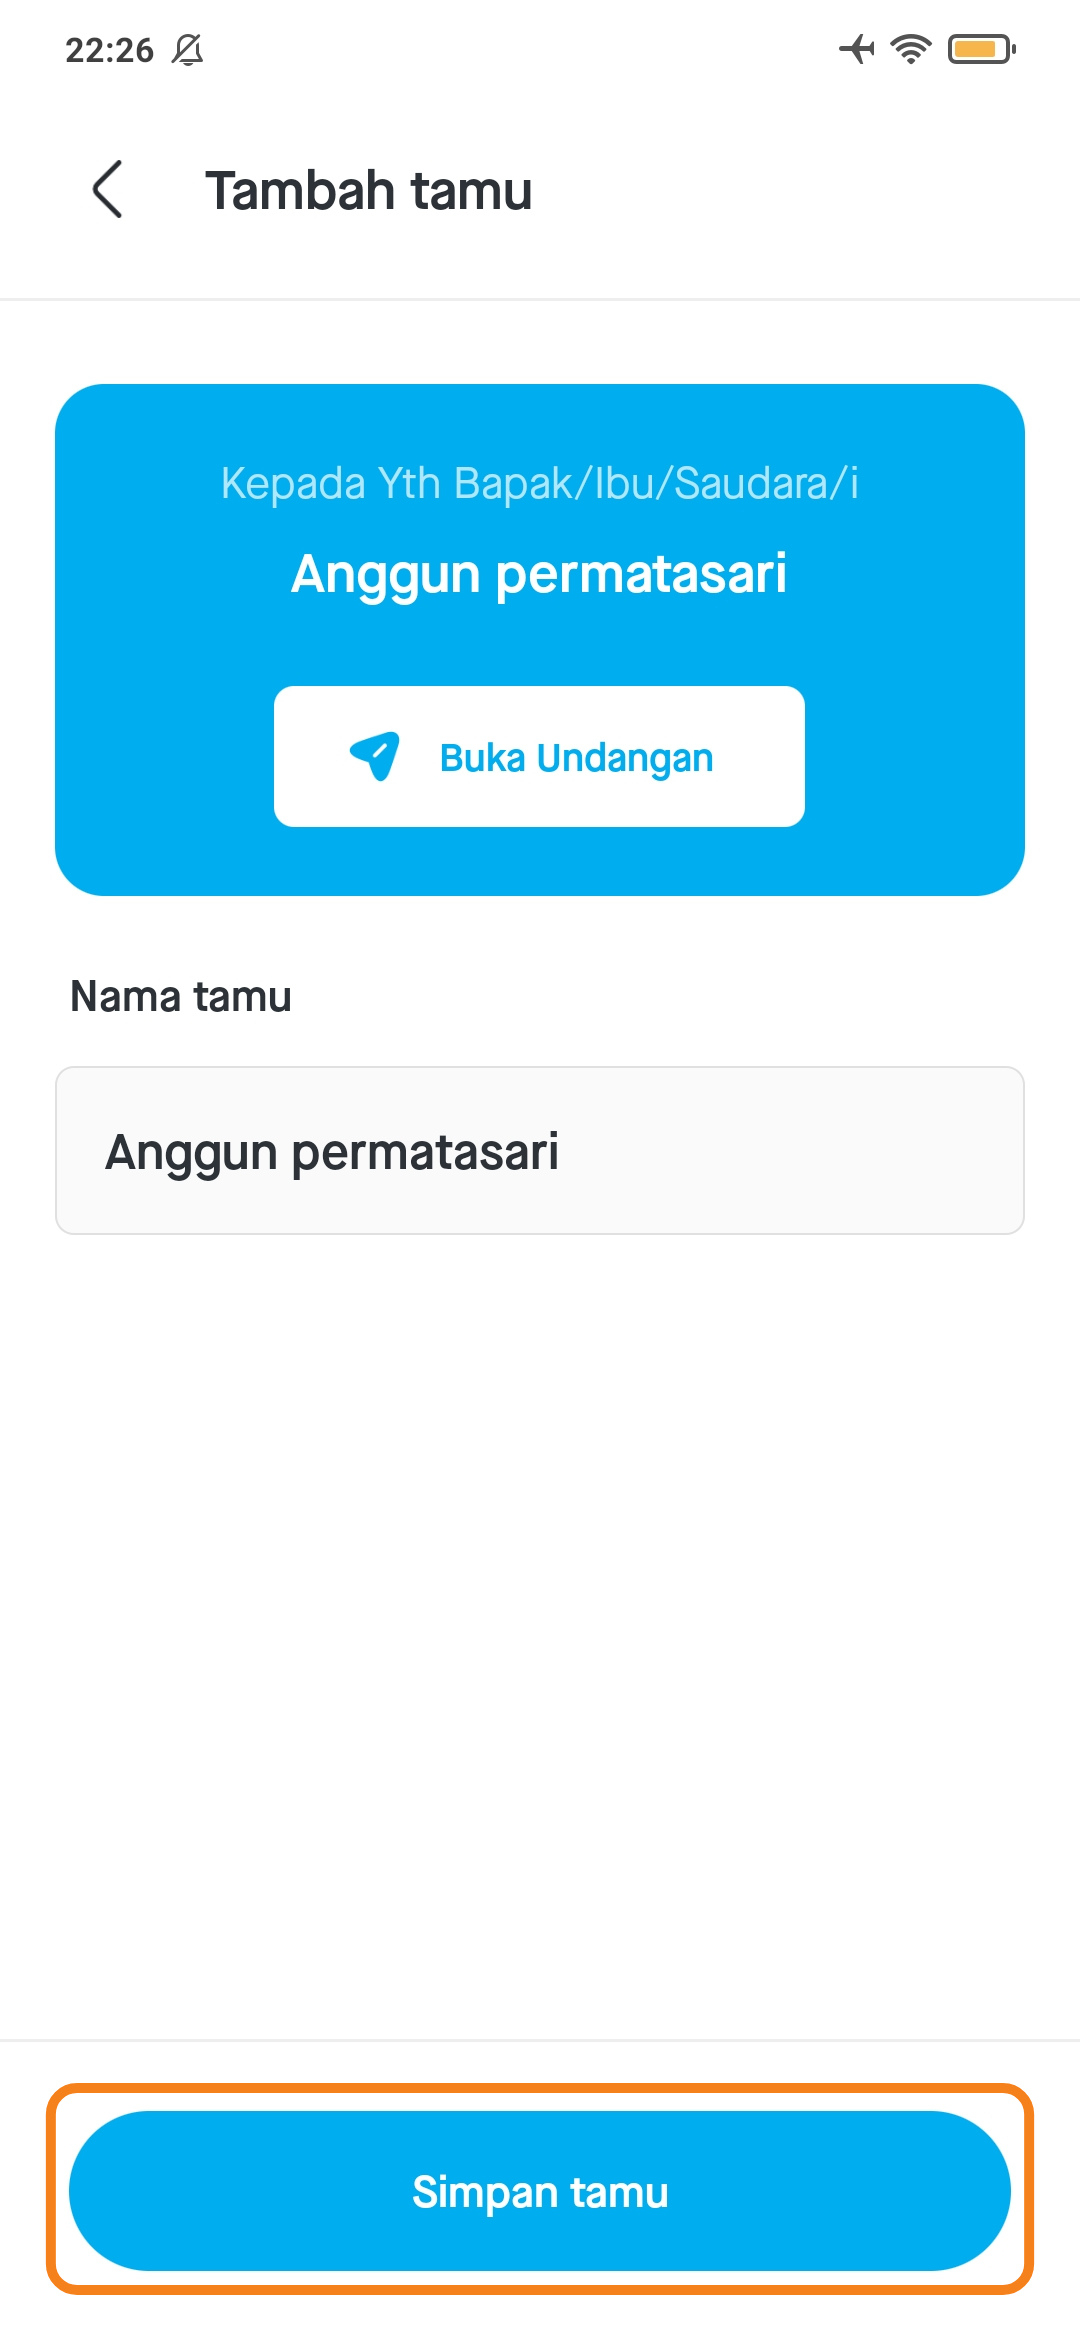 22:26
Tambah tamu
Kepada Yth Bapak/Ibu/Saudara/i
Anggun permatasari
Buka Undangan
Nama tamu
Anggun permatasari
Simpan tamu